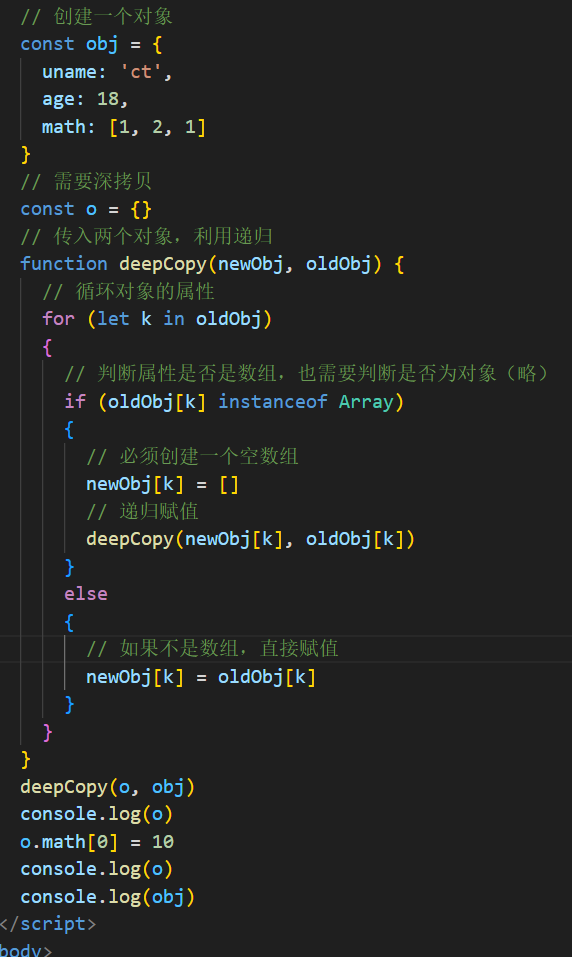 // 创建一个对象
const obj = {
  uname: 'ct',
  age: 18,
  math: [1, 2, 1]
}
// 需要深拷贝
const o = {}
// 传入两个对象，利用递归
function deepCopy(newObj, oldObj) {
  // 循环对象的属性
  for (let k in oldObj)
  {
    // 判断属性是否是数组，也需要判断是否为对象（略）
    if (oldObj[k] instanceof Array)
    {
      // 必须创建一个空数组
      newObj[k] = []
      // 递归赋值
      deepCopy(newObj[k], oldObj[k])
    }
    else
    {
      // 如果不是数组，直接赋值
      newObj[k] = oldObj[k]
    }
  }
}
deepCopy(o, obj)
console.log(o)
o.math[0] = 10
console.log(o)
console.log(obj)
</script>
body>